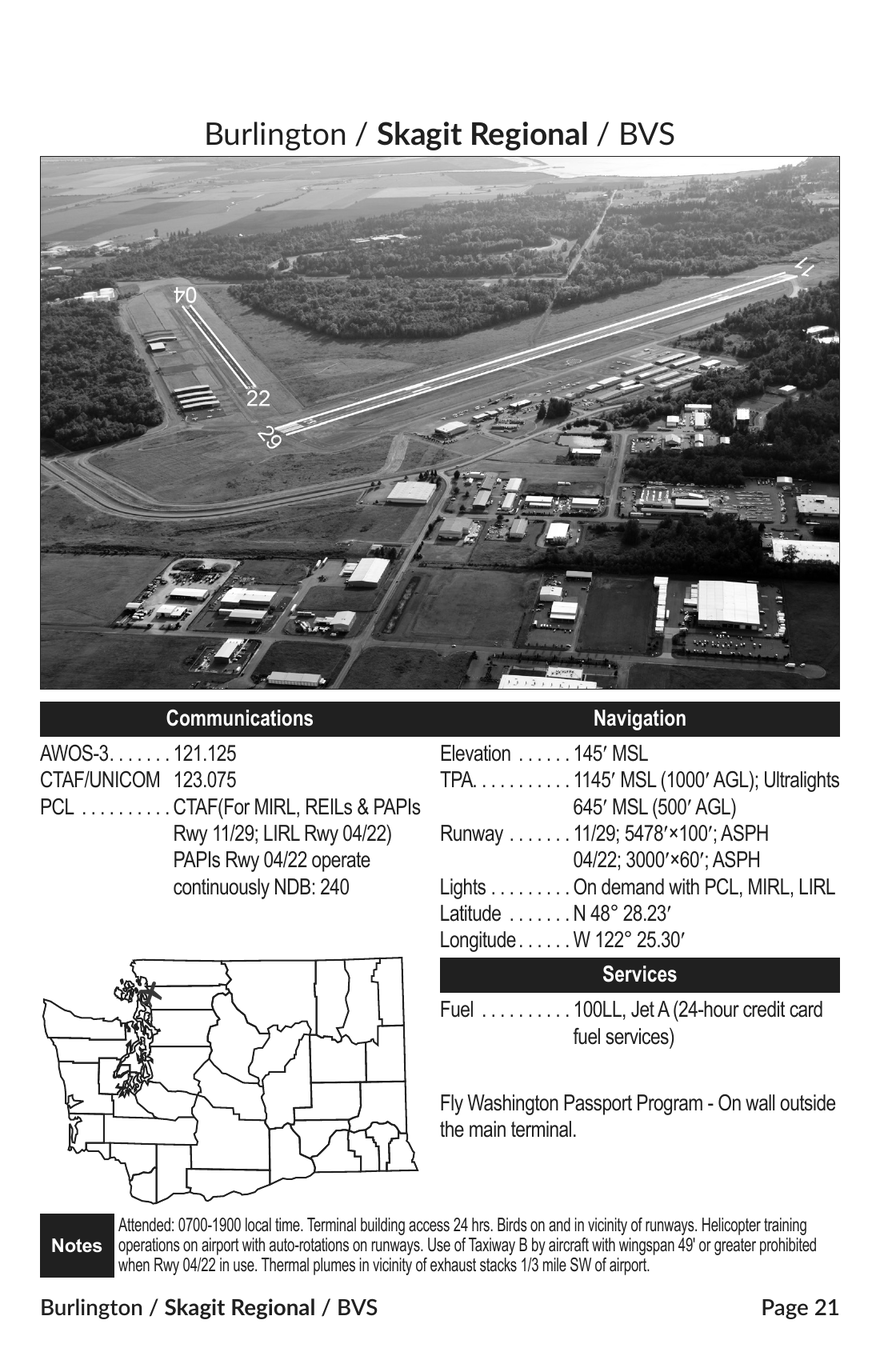 Burlington / Skagit Regional / BVS
04
22
29
11
Communications
AWOS-3. . . . . . . 121.125
CTAF/UNICOM 123.075
PCL . . . . . . . . . . CTAF(For MIRL, REILs & PAPIs
Rwy 11/29; LIRL Rwy 04/22)
PAPIs Rwy 04/22 operate
continuously NDB: 240
Navigation
Elevation . . . . . . 145′ MSL
TPA. . . . . . . . . . . 1145′ MSL (1000′ AGL); Ultralights
645′ MSL (500′ AGL)
Runway . . . . . . . 11/29; 5478′×100′; ASPH
04/22; 3000′×60′; ASPH
Lights . . . . . . . . . On demand with PCL, MIRL, LIRL
Latitude . . . . . . . N 48° 28.23′
Longitude . . . . . . W 122° 25.30′
Services
Fuel . . . . . . . . . . 100LL, Jet A (24-hour credit card
fuel services)
Fly Washington Passport Program - On wall outside
the main terminal.
Notes
Attended: 0700-1900 local time. Terminal building access 24 hrs. Birds on and in vicinity of runways. Helicopter training
operations on airport with auto-rotations on runways. Use of Taxiway B by aircraft with wingspan 49' or greater prohibited
when Rwy 04/22 in use. Thermal plumes in vicinity of exhaust stacks 1/3 mile SW of airport.
Burlington / Skagit Regional / BVS
Page 21